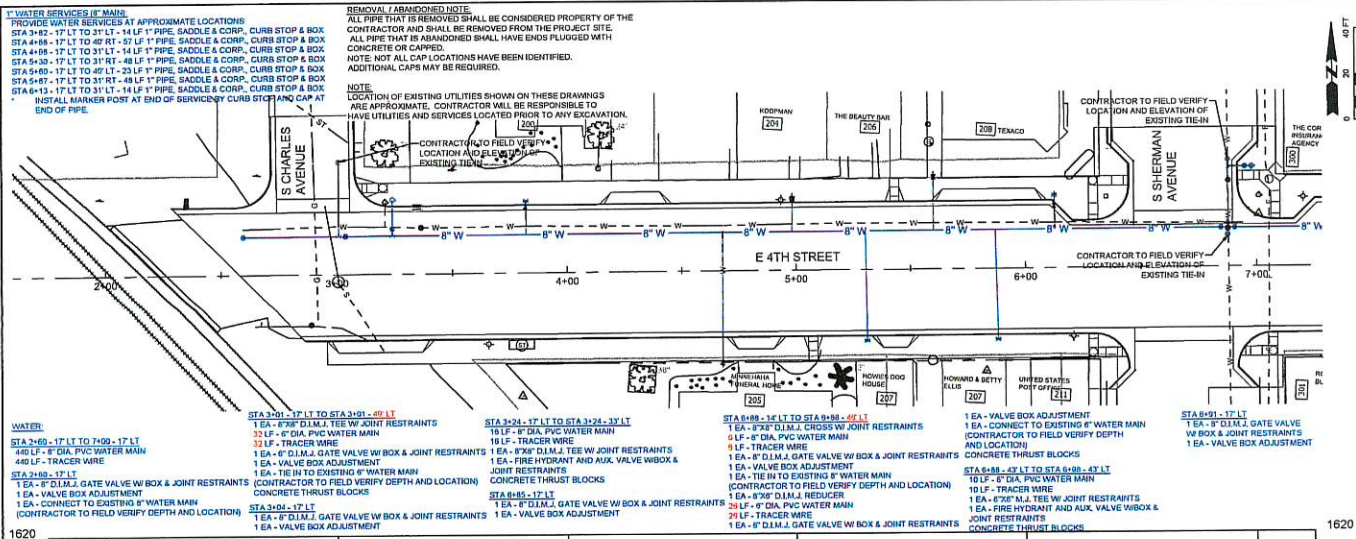 1" WATER SERVICES (8" MAIN)
PROVIDE WATER SERVICES AT APPROXIMATE LOCATIONS
STA 3+82 - 17' LT TO 31' LT - 14 LF 1" PIPE, SADDLE & CORP., CURB STOP & BOX
STA 4+68 - 17' LT TO 40' RT - 57 LF 1" PIPE, SADDLE & CORP., CURB STOP & BOX
STA 4+98 - 17' LT TO 31' LT - 14 LF 1" PIPE, SADDLE & CORP., CURB STOP & BOX
STA 5+30 - 17' LT TO 31' RT - 48 LF 1" PIPE, SADDLE & CORP., CURB STOP & BOX
STA 5+60 - 17' LT TO 40' LT - 23 LF 1" PIPE, SADDLE & CORP., CURB STOP & BOX
STA 5+87 - 17' LT TO 31' RT - 48 LF 1" PIPE, SADDLE & CORP., CURB STOP & BOX
STA 6+13 - 17' LT TO 31' LT - 14 LF 1" PIPE, SADDLE & CORP., CURB STOP & BOX
* INSTALL MARKER POST AT END OF SERVICE BY CURB STOP AND CAP AT
END OF PIPE.
REMOVAL / ABANDONED NOTE:
ALL PIPE THAT IS REMOVED SHALL BE CONSIDERED PROPERTY OF THE
CONTRACTOR AND SHALL BE REMOVED FROM THE PROJECT SITE.
ALL PIPE THAT IS ABANDONED SHALL HAVE ENDS PLUGGED WITH
CONCRETE OR CAPPED.
NOTE: NOT ALL CAP LOCATIONS HAVE BEEN IDENTIFIED.
ADDITIONAL CAPS MAY BE REQUIRED.
NOTE:
LOCATION OF EXISTING UTILITIES SHOWN ON THESE DRAWINGS
ARE APPROXIMATE. CONTRACTOR WILL BE RESPONSIBLE TO
HAVE UTILITIES AND SERVICES LOCATED PRIOR TO ANY EXCAVATION.
N
0 20 40 FT
S CHARLES
AVENUE
ST
200
24"
CONTRACTOR TO FIELD VERIFY
LOCATION AND ELEVATION OF
EXISTING TIE-IN
KOOPMAN
204
THE BEAUTY BAR
206
208 TEXACO
CONTRACTOR TO FIELD VERIFY
LOCATION AND ELEVATION OF
EXISTING TIE-IN
S SHERMAN
AVENUE
THE COR
INSURAN
AGENCY
300
8" W 8" W 8" W 8" W 8" W 8" W 8" W
E 4TH STREET
CONTRACTOR TO FIELD VERIFY
LOCATION AND ELEVATION OF
EXISTING TIE-IN
2+00 3+00 4+00 5+00 6+00 7+00
ST
MINNEHAHA
FUNERAL HOME
205
HOWIES DOG
HOUSE
207
HOWARD & BETTY
ELLIS
207
UNITED STATES
POST OFFICE
211
301
WATER:
STA 2+60 - 17' LT TO 7+00 - 17' LT
440 LF - 8" DIA. PVC WATER MAIN
440 LF - TRACER WIRE
STA 2+60 - 17' LT
1 EA - 8" D.I.M.J. GATE VALVE W/ BOX & JOINT RESTRAINTS
1 EA - VALVE BOX ADJUSTMENT
1 EA - CONNECT TO EXISTING 6" WATER MAIN
(CONTRACTOR TO FIELD VERIFY DEPTH AND LOCATION)
STA 3+01 - 17' LT TO 3+01 - 49' LT
1 EA - 8"X6" D.I.M.J. TEE W/ JOINT RESTRAINTS
32 LF - 6" DIA. PVC WATER MAIN
32 LF - TRACER WIRE
1 EA - 6" D.I.M.J. GATE VALVE W/ BOX & JOINT RESTRAINTS
1 EA - VALVE BOX ADJUSTMENT
1 EA - TIE IN TO EXISTING 6" WATER MAIN
(CONTRACTOR TO FIELD VERIFY DEPTH AND LOCATION)
CONCRETE THRUST BLOCKS
STA 3+04 - 17' LT
1 EA - 8" D.I.M.J. GATE VALVE W/ BOX & JOINT RESTRAINTS
1 EA - VALVE BOX ADJUSTMENT
STA 3+24 - 17' LT TO STA 3+24 - 33' LT
16 LF - 6" DIA. PVC WATER MAIN
16 LF - TRACER WIRE
1 EA - 8"X6" D.I.M.J. TEE W/ JOINT RESTRAINTS
1 EA - FIRE HYDRANT AND AUX. VALVE W/BOX &
JOINT RESTRAINTS
CONCRETE THRUST BLOCKS
STA 6+85 - 17' LT
1 EA - 8" D.I.M.J. GATE VALVE W/ BOX & JOINT RESTRAINTS
1 EA - VALVE BOX ADJUSTMENT
STA 6+88 - 14' LT TO STA 6+88 - LT
1 EA - 8"X8" D.I.M.J. CROSS W/ JOINT RESTRAINTS
LF - 8" DIA. PVC WATER MAIN
LF - TRACER WIRE
1 EA - 8" D.I.M.J. GATE VALVE W/ BOX & JOINT RESTRAINTS
1 EA - VALVE BOX ADJUSTMENT
1 EA - TIE IN TO EXISTING 8" WATER MAIN
(CONTRACTOR TO FIELD VERIFY DEPTH AND LOCATION)
1 EA - 8"X6" D.I.M.J. REDUCER
29 LF - 6" DIA. PVC WATER MAIN
29 LF - TRACER WIRE
1 EA - 6" D.I.M.J. GATE VALVE W/ BOX & JOINT RESTRAINTS
1 EA - VALVE BOX ADJUSTMENT
1 EA - CONNECT TO EXISTING 6" WATER MAIN
(CONTRACTOR TO FIELD VERIFY DEPTH
AND LOCATION)
CONCRETE THRUST BLOCKS
STA 6+88 - 43' LT TO STA 6+98 - 43' LT
10 LF - 6" DIA. PVC WATER MAIN
10 LF - TRACER WIRE
1 EA - 6"X6" M.J. TEE W/ JOINT RESTRAINTS
1 EA - FIRE HYDRANT AND AUX. VALVE W/BOX &
JOINT RESTRAINTS
CONCRETE THRUST BLOCKS
STA 6+91 - 17' LT
1 EA - 8" D.I.M.J. GATE VALVE
W/ BOX & JOINT RESTRAINTS
1 EA - VALVE BOX ADJUSTMENT
1620 1620